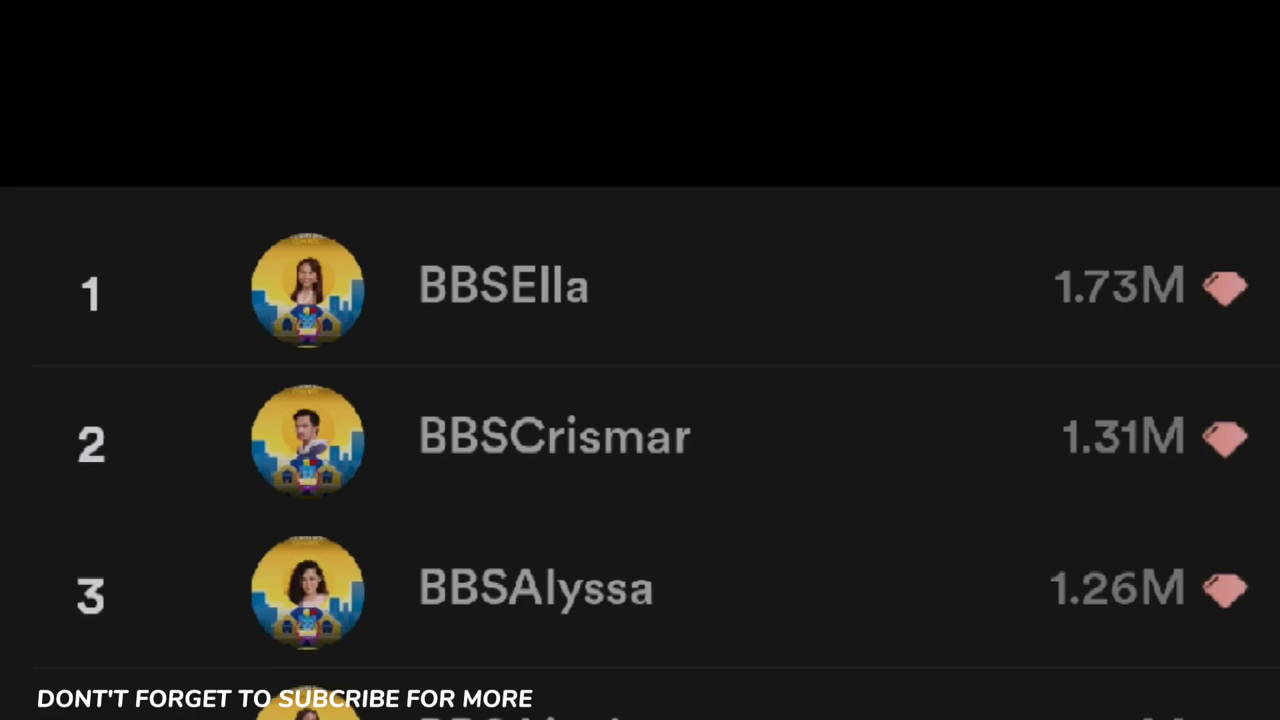 1 BBSElla 1.73M
2 BBSCrismar 1.31M
3 BBSAlyssa 1.26M
DONT'T FORGET TO SUBCRIBE FOR MORE